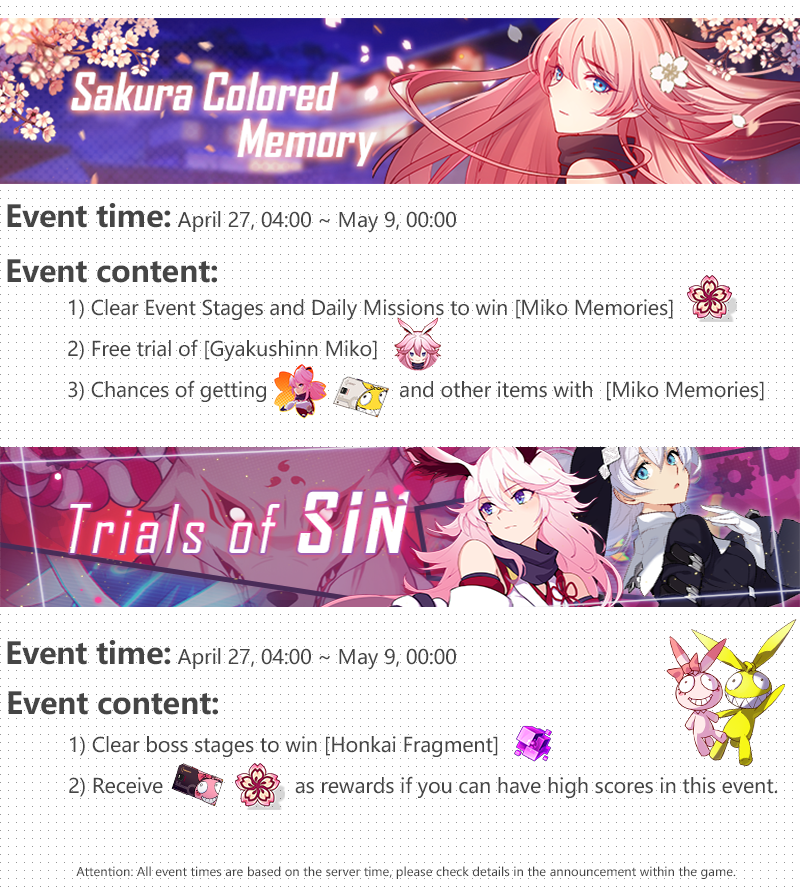 Sakura Colored
Memory
Event time: April 27, 04:00 ~ May 9, 00:00
Event content:
1) Clear Event Stages and Daily Missions to win [Miko Memories]
2) Free trial of [Gyakushinn Miko]
3) Chances of getting and other items with [Miko Memories]
Trials of SiN
Event time: April 27, 04:00 ~ May 9, 00:00
Event content:
1) Clear boss stages to win [Honkai Fragment]
2) Receive as rewards if you can have high scores in this event.
Attention: All event times are based on the server time, please check details in the announcement within the game.